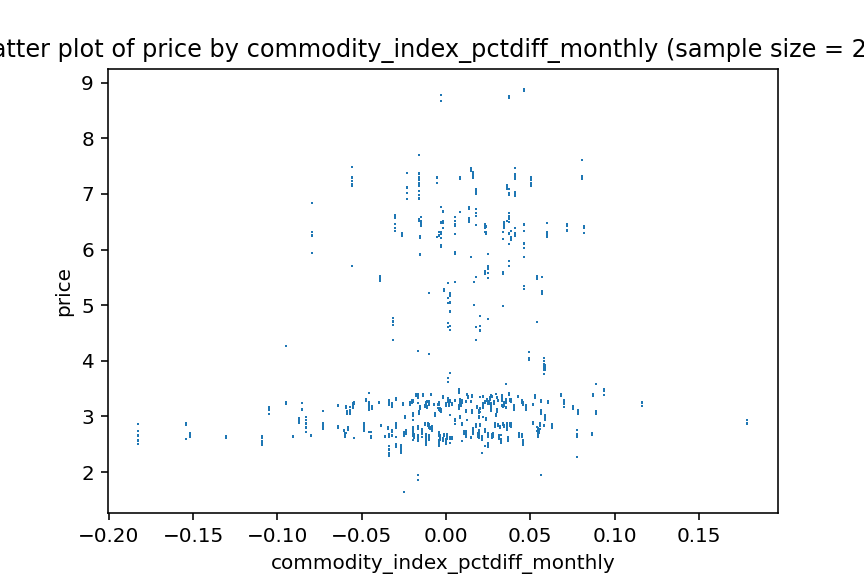 atter plot of price by commodity_index_pctdiff_monthly (sample size = 2
9
8
7
6
5
4
3
2
price
−0.20 −0.15 −0.10 −0.05 0.00 0.05 0.10 0.15
commodity_index_pctdiff_monthly